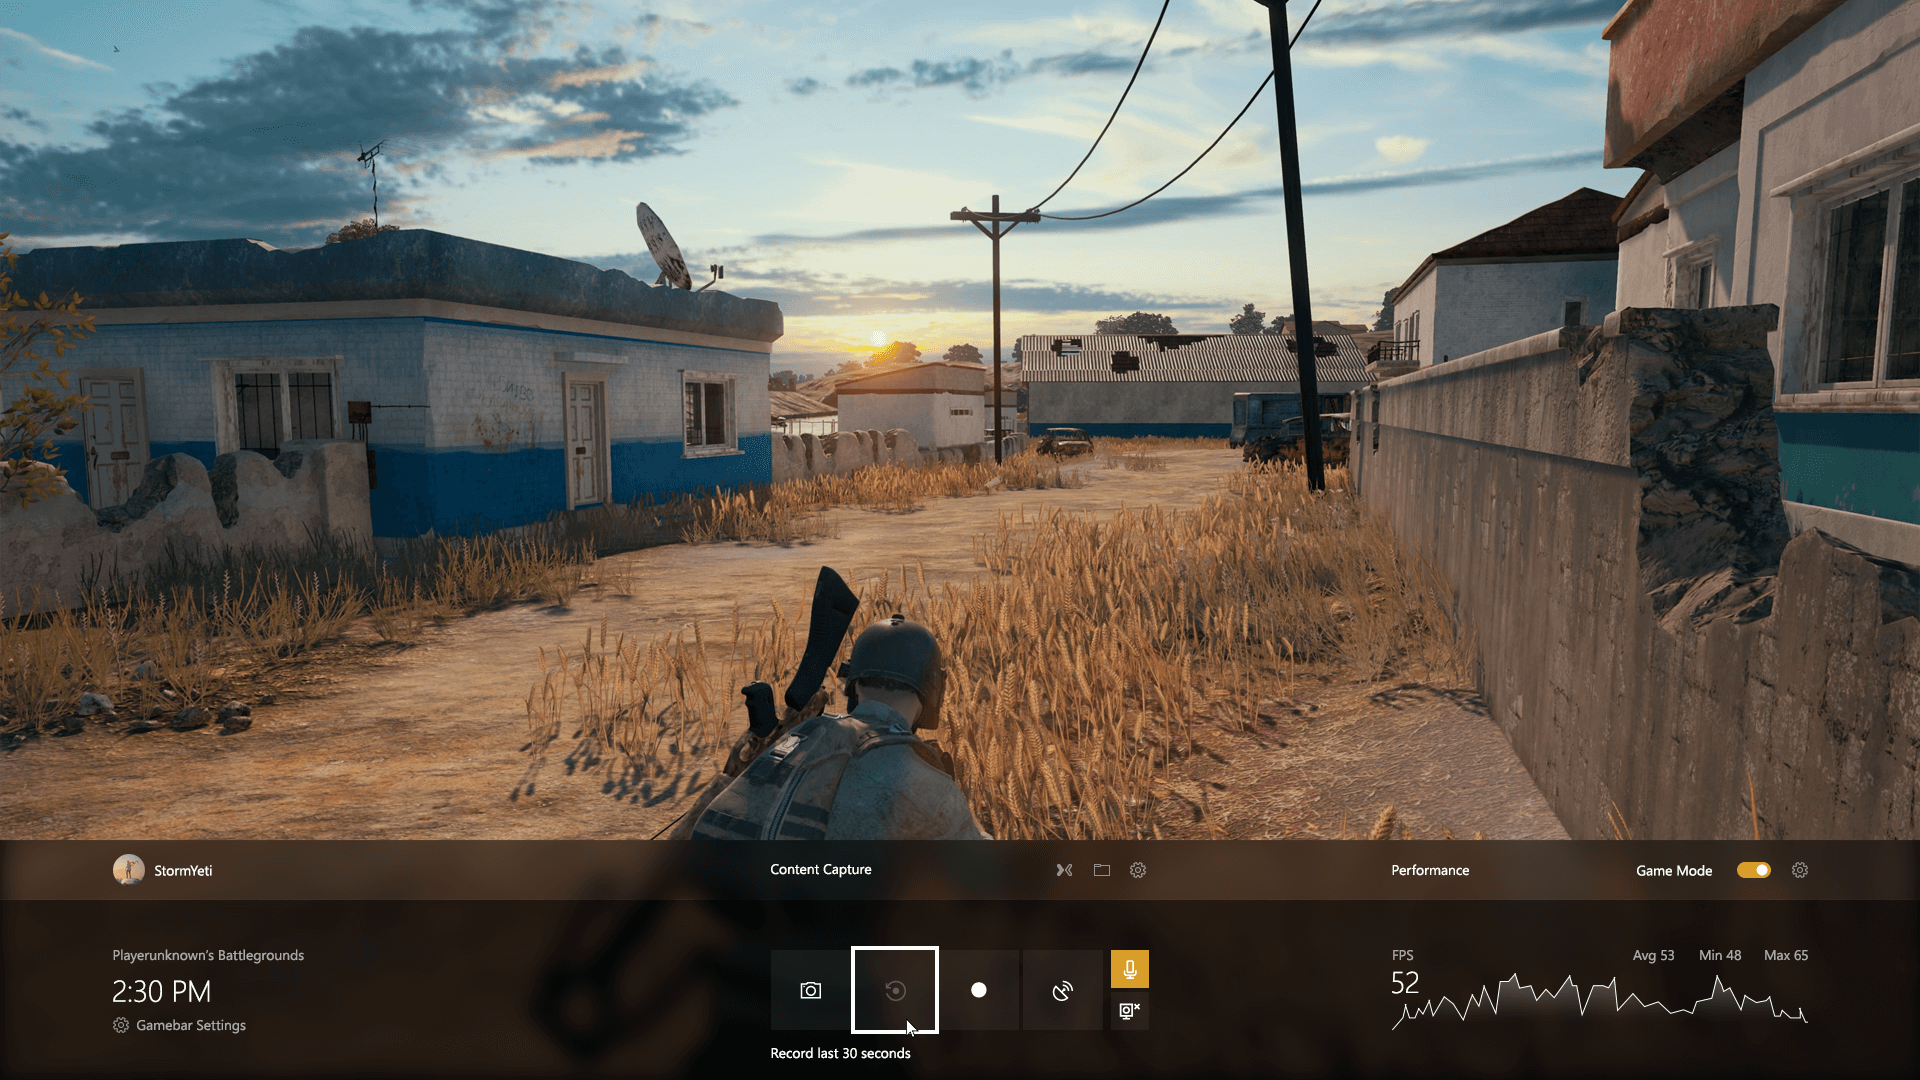 StormYeti
Content Capture
Performance
Game Mode
Playerunknown's Battlegrounds
2:30 PM
Gamebar Settings
Record last 30 seconds
FPS
Avg 53
Min 48
Max 65
52